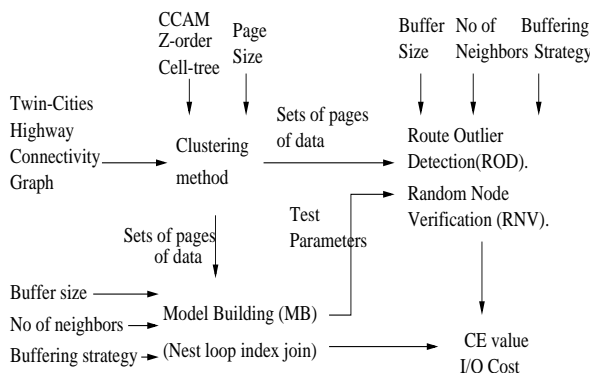 CCAM
Z-order
Cell-tree
Page
Size
Buffer
Size
No of
Neighbors
Buffering
Strategy
Twin-Cities
Highway
Connectivity
Graph
Clustering
method
Sets of pages
of data
Route Outlier
Detection(ROD).
Random Node
Verification (RNV).
Test
Parameters
Sets of pages
of data
Buffer size
No of neighbors
Buffering strategy
Model Building (MB)
(Nest loop index join)
CE value
I/O Cost